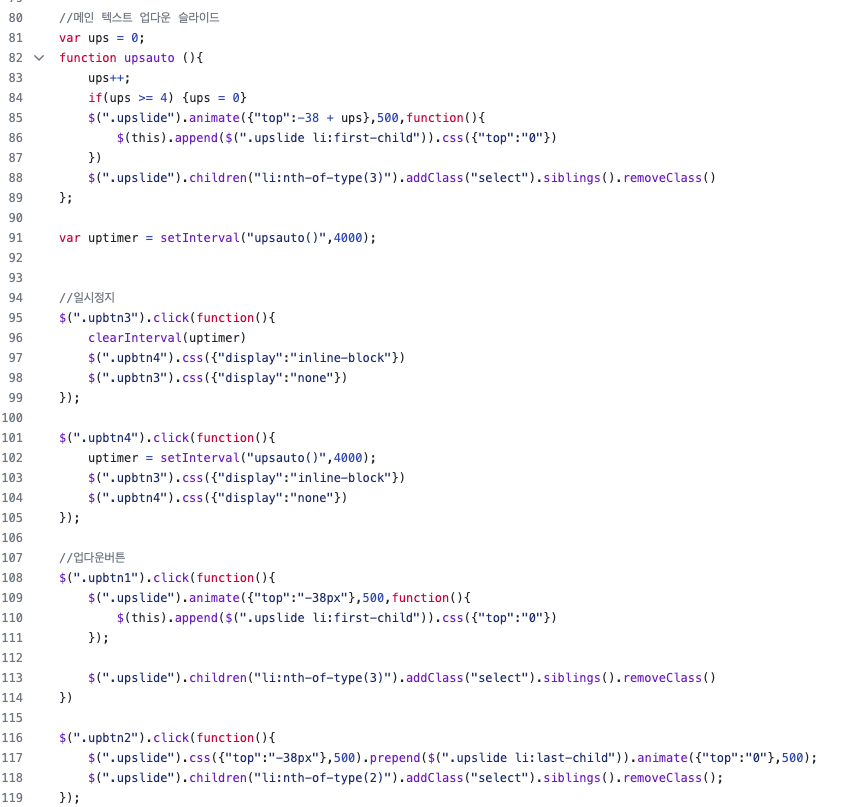 80 //메인 텍스트 업다운 슬라이드
81 var ups = 0;
82 function upsauto (){
83 ups++;
84 if(ups >= 4) {ups = 0}
85 $(".upslide").animate({"top":-38 + ups},500,function(){
86 $(this).append($(".upslide li:first-child")).css({"top":"0"})
87 })
88 $(".upslide").children("li:nth-of-type(3)").addClass("select").siblings().removeClass()
89 };
90
91 var uptimer = setInterval("upsauto()",4000);
92
93
94 //일시정지
95 $(".upbtn3").click(function(){
96 clearInterval(uptimer)
97 $(".upbtn4").css({"display":"inline-block"})
98 $(".upbtn3").css({"display":"none"})
99 });
100
101 $(".upbtn4").click(function(){
102 uptimer = setInterval("upsauto()",4000);
103 $(".upbtn3").css({"display":"inline-block"})
104 $(".upbtn4").css({"display":"none"})
105 });
106
107 //업다운버튼
108 $(".upbtn1").click(function(){
109 $(".upslide").animate({"top":"-38px"},500,function(){
110 $(this).append($(".upslide li:first-child")).css({"top":"0"})
111 });
112
113 $(".upslide").children("li:nth-of-type(3)").addClass("select").siblings().removeClass()
114 })
115
116 $(".upbtn2").click(function(){
117 $(".upslide").css({"top":"-38px"},500).prepend($(".upslide li:last-child")).animate({"top":"0"},500);
118 $(".upslide").children("li:nth-of-type(2)").addClass("select").siblings().removeClass();
119 });